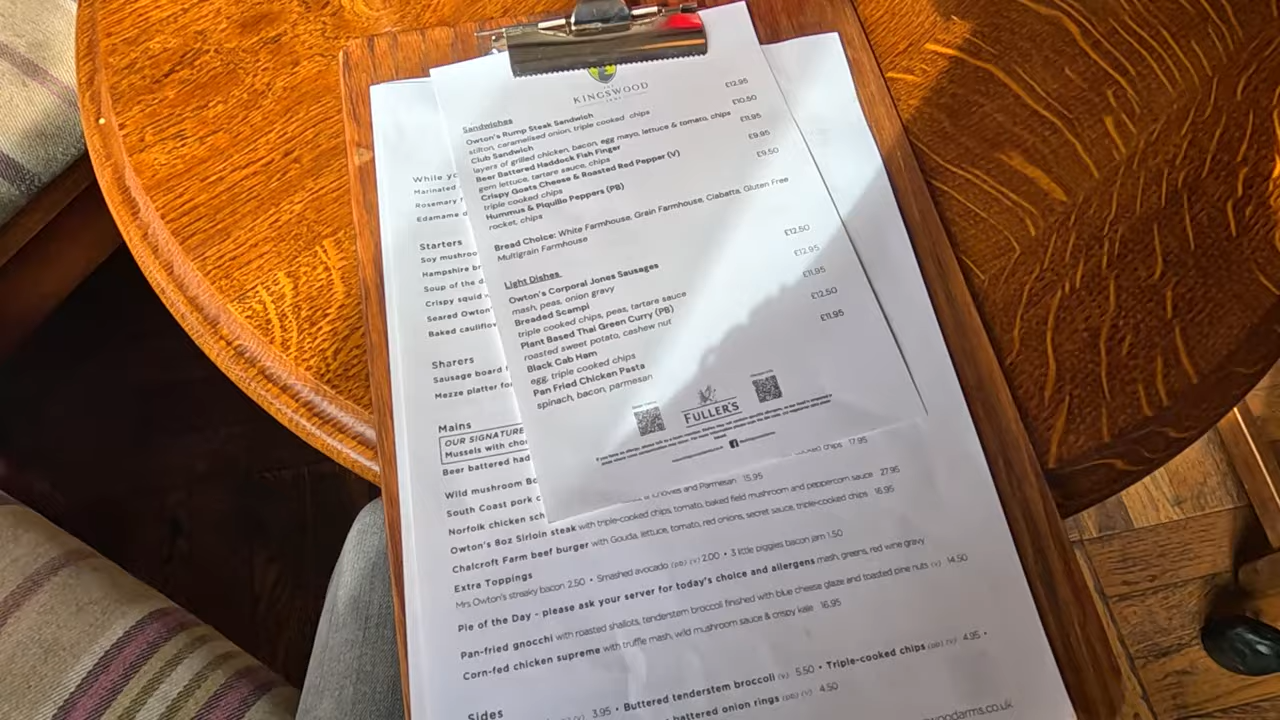 THE
KINGSWOOD
ARMS
Sandwiches
Owton's Rump Steak Sandwich £12.95
stilton, caramelised onion, triple cooked chips
Club Sandwich £10.50
layers of grilled chicken, bacon, egg mayo, lettuce & tomato, chips
Beer Battered Haddock Fish Finger £11.95
gem lettuce, tartare sauce, chips
Crispy Goats Cheese & Roasted Red Pepper (V) £9.95
triple cooked chips
Hummus & Piquillo Peppers (PB) £9.50
rocket, chips
Bread Choice: White Farmhouse, Grain Farmhouse, Ciabatta, Gluten Free
Multigrain Farmhouse
Light Dishes
Owton's Corporal Jones Sausages £12.50
mash, peas, onion gravy
Breaded Scampi £12.95
triple cooked chips, peas, tartare sauce
Plant Based Thai Green Curry (PB) £11.95
roasted sweet potato, cashew nut
Black Cab Ham £12.50
egg, triple cooked chips
Pan Fried Chicken Pasta £11.95
spinach, bacon, parmesan
FULLER'S
While yo
Marinated
Rosemary f
Edamame d
Starters
Soy mushroo
Hampshire br
Soup of the d
Crispy squid w
Seared Owton'
Baked cauliflow
Sharers
Sausage board f
Mezze platter for
Mains
OUR SIGNATURE
Mussels with cho
Beer battered had
ooked chips 17.95
Wild mushroom Bo
South Coast pork c
Norfolk chicken sch
hovies and Parmesan 15.95
Owton's 8oz Sirloin steak with triple-cooked chips, tomato, baked field mushroom and peppercorn sauce 27.95
Chalcroft Farm beef burger with Gouda, lettuce, tomato, red onions, secret sauce, triple-cooked chips 16.95
Extra Toppings
Mrs Owton's streaky bacon 2.50 • Smashed avocado (pb) (v) 2.00 • 3 little piggies bacon jam 1.50
Pie of the Day - please ask your server for today's choice and allergens mash, greens, red wine gravy
Pan-fried gnocchi with roasted shallots, tenderstem broccoli finished with blue cheese glaze and toasted pine nuts (v) 14.50
Corn-fed chicken supreme with truffle mash, wild mushroom sauce & crispy kale 16.95
Sides
(v) 3.95 • Buttered tenderstem broccoli (v) 5.50 • Triple-cooked chips (pb) (v) 4.95 •
battered onion rings (pb) (v) 4.50
woodarms.co.uk